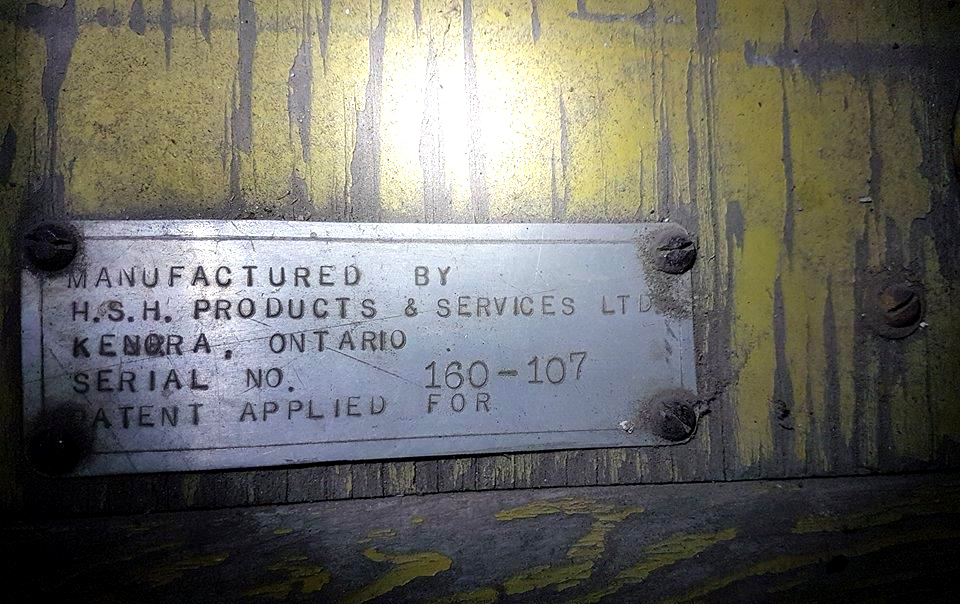 MANUFACTURED BY
H.S.H. PRODUCTS & SERVICES LTD.
KENORA, ONTARIO
SERIAL NO. 160-107
PATENT APPLIED FOR